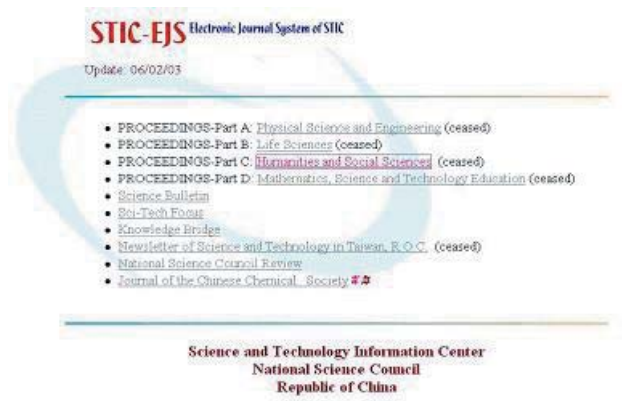 STIC-EJS Electronic Journal System of STIC
Update: 06/02/03
• PROCEEDINGS-Part A: Physical Science and Engineering (ceased)
• PROCEEDINGS-Part B: Life Sciences (ceased)
• PROCEEDINGS-Part C: Humanities and Social Sciences (ceased)
• PROCEEDINGS-Part D: Mathematics, Science and Technology Education (ceased)
• Science Bulletin
• Sci-Tech Focus
• Knowledge Bridge
• Newsletter of Science and Technology in Taiwan, R.O.C. (ceased)
• National Science Council Review
• Journal of the Chinese Chemical Society
Science and Technology Information Center
National Science Council
Republic of China